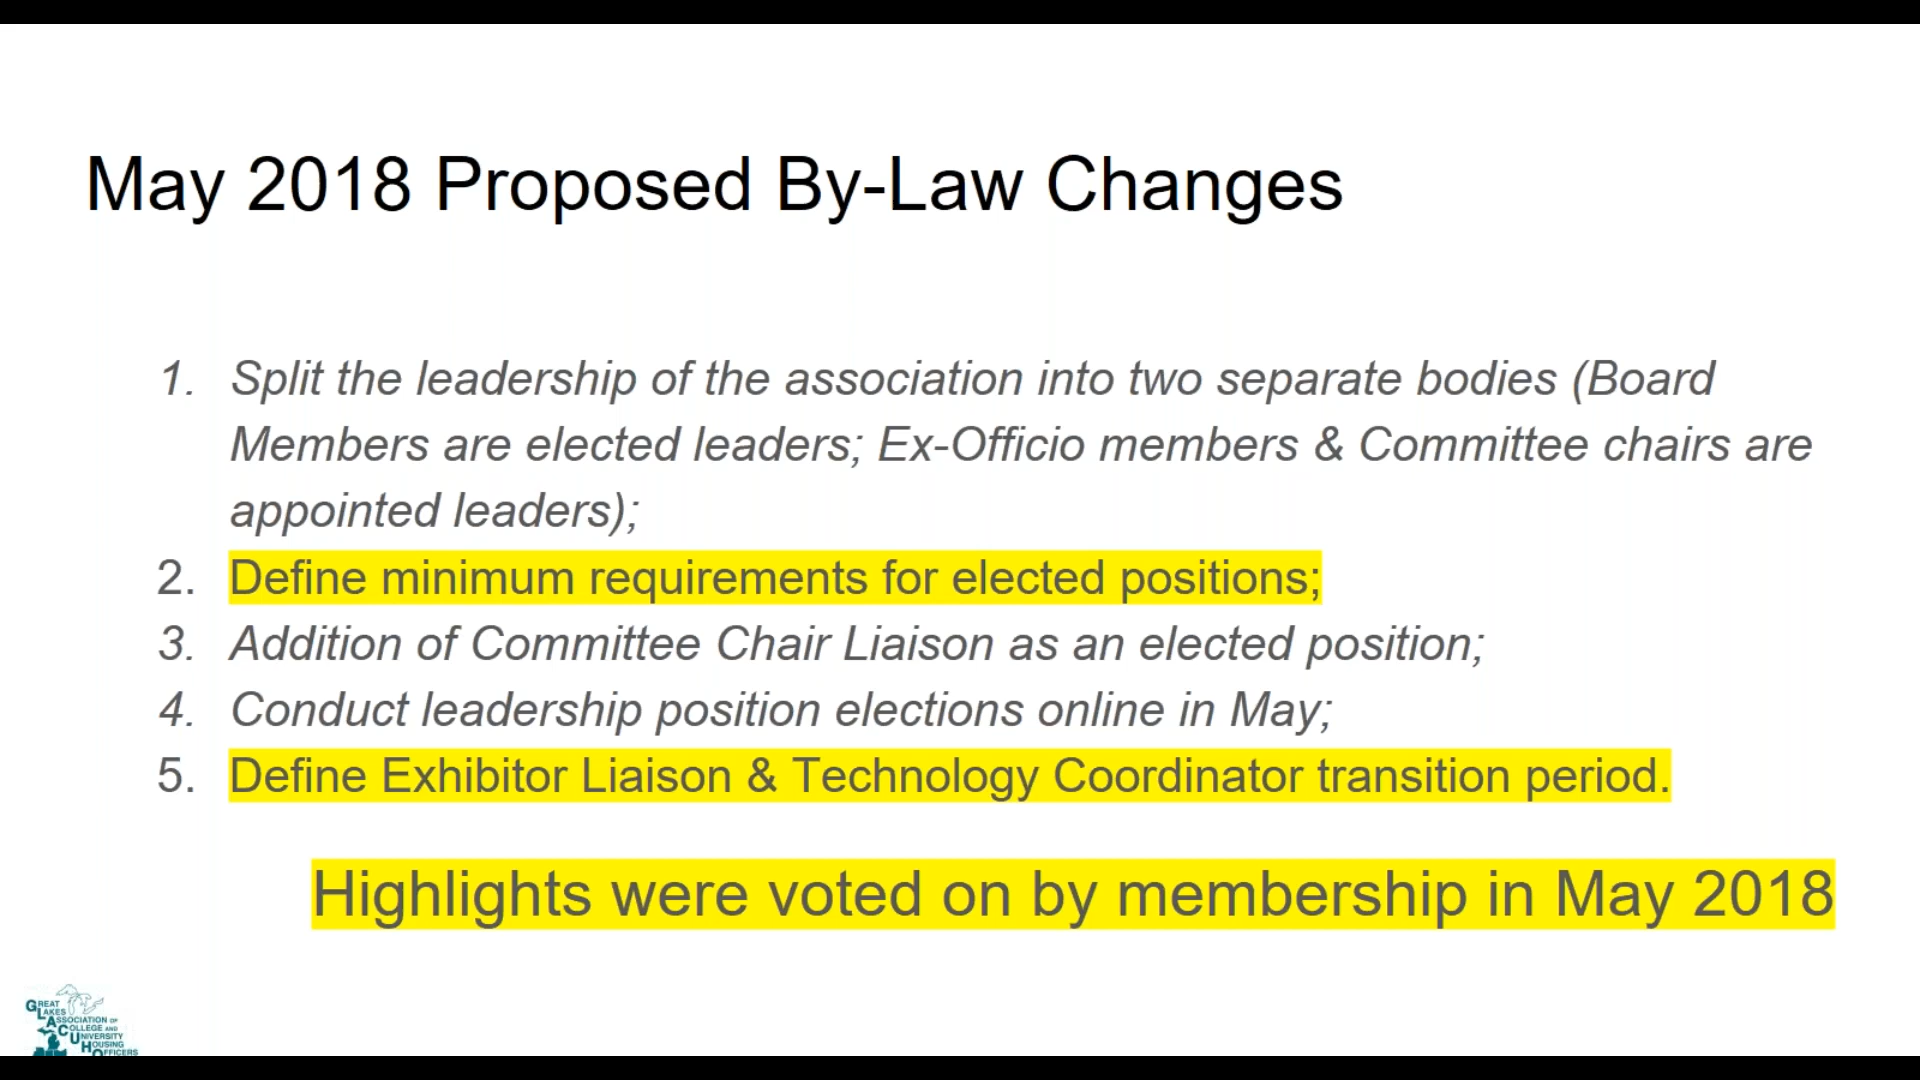 May 2018 Proposed By-Law Changes
1. Split the leadership of the association into two separate bodies (Board
Members are elected leaders; Ex-Officio members & Committee chairs are
appointed leaders);
2. Define minimum requirements for elected positions;
3. Addition of Committee Chair Liaison as an elected position;
4. Conduct leadership position elections online in May;
5. Define Exhibitor Liaison & Technology Coordinator transition period.
Highlights were voted on by membership in May 2018
GREAT
LAKES
ASSOCIATION OF
COLLEGE AND
UNIVERSITY
HOUSING
OFFICERS